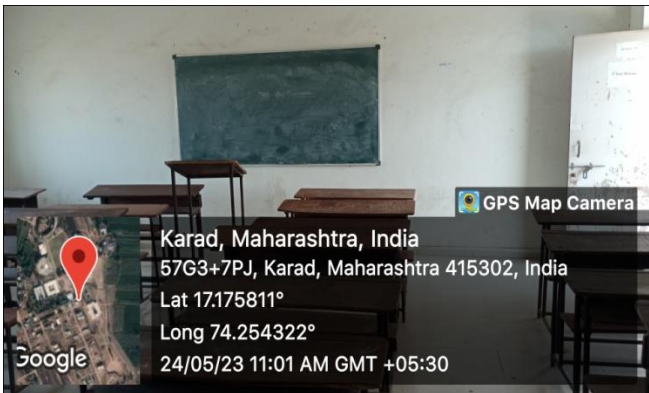 GPS Map Camera
Karad, Maharashtra, India
57G3+7PJ, Karad, Maharashtra 415302, India
Lat 17.175811°
Long 74.254322°
24/05/23 11:01 AM GMT +05:30
Google